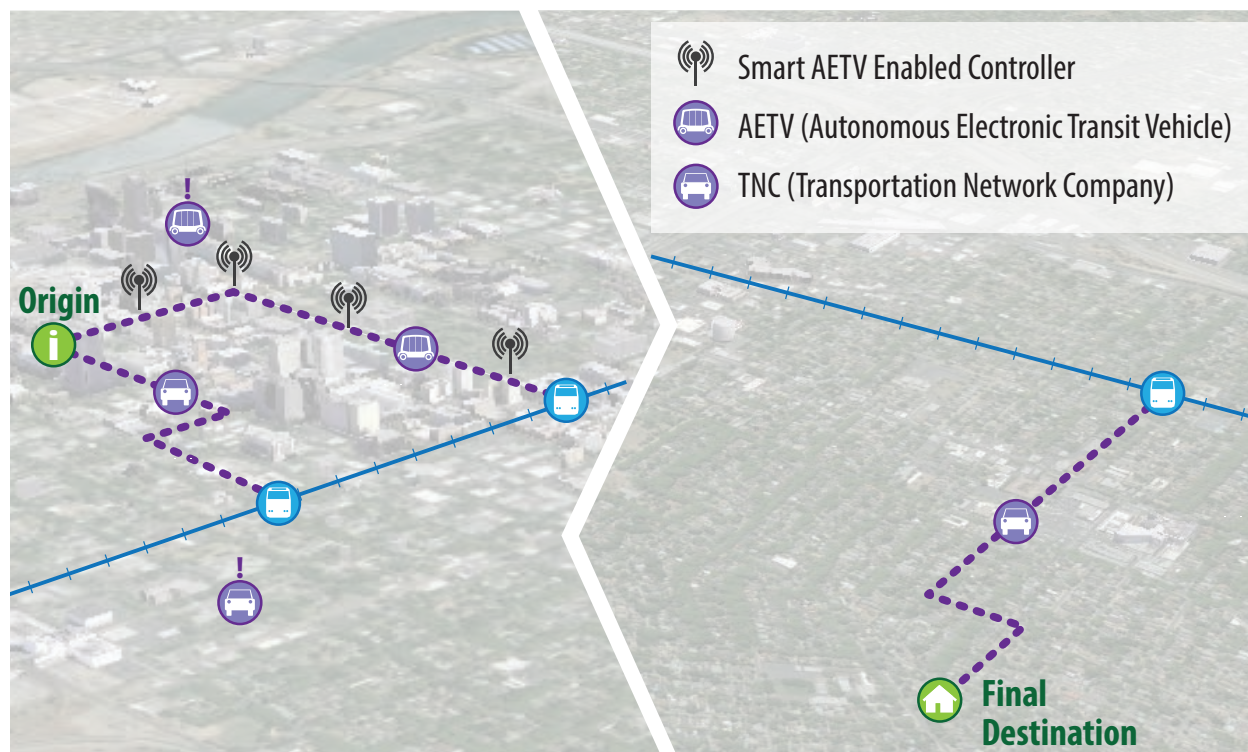 Smart AETV Enabled Controller
AETV (Autonomous Electronic Transit Vehicle)
TNC (Transportation Network Company)
!
Origin
i
!
Final
Destination